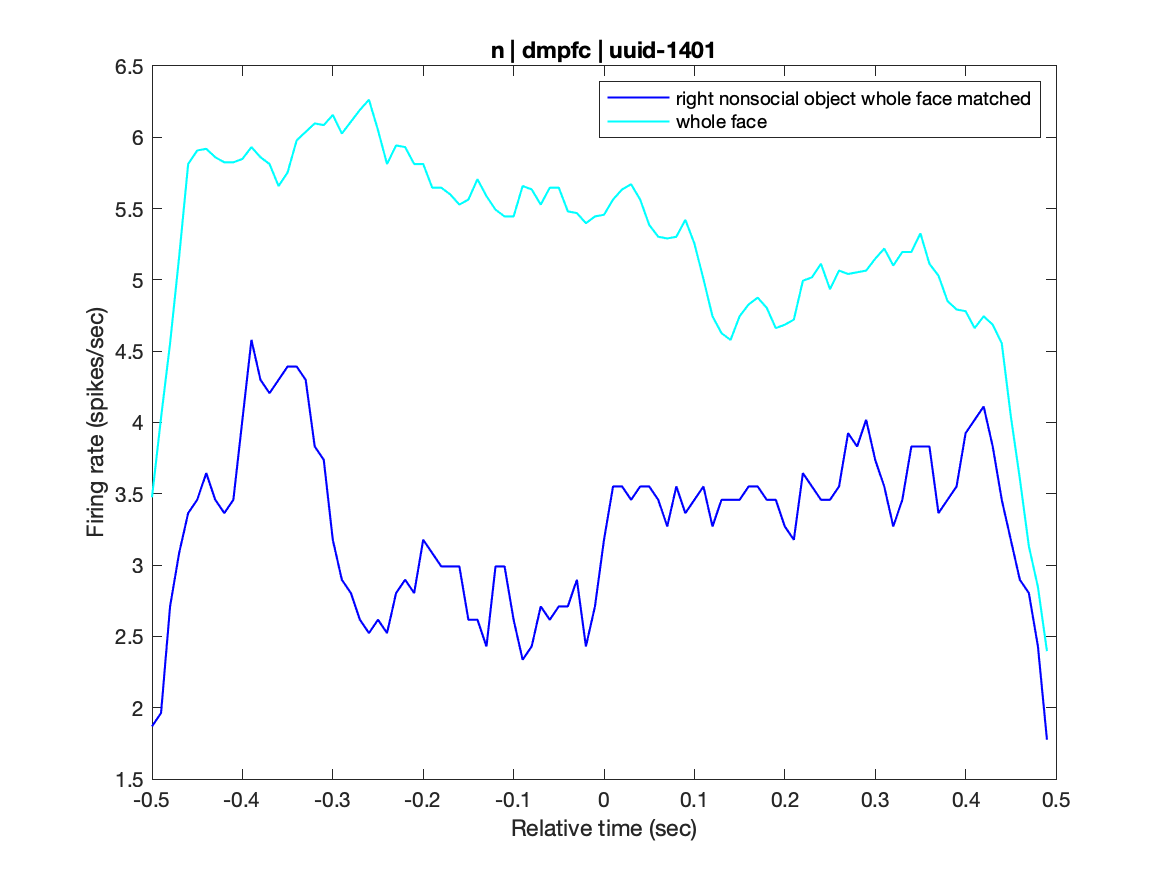 n | dmpfc | uuid-1401
right nonsocial object whole face matched
whole face
Firing rate (spikes/sec)
6.5
6
5.5
5
4.5
4
3.5
3
2.5
2
1.5
-0.5 -0.4 -0.3 -0.2 -0.1 0 0.1 0.2 0.3 0.4 0.5
Relative time (sec)